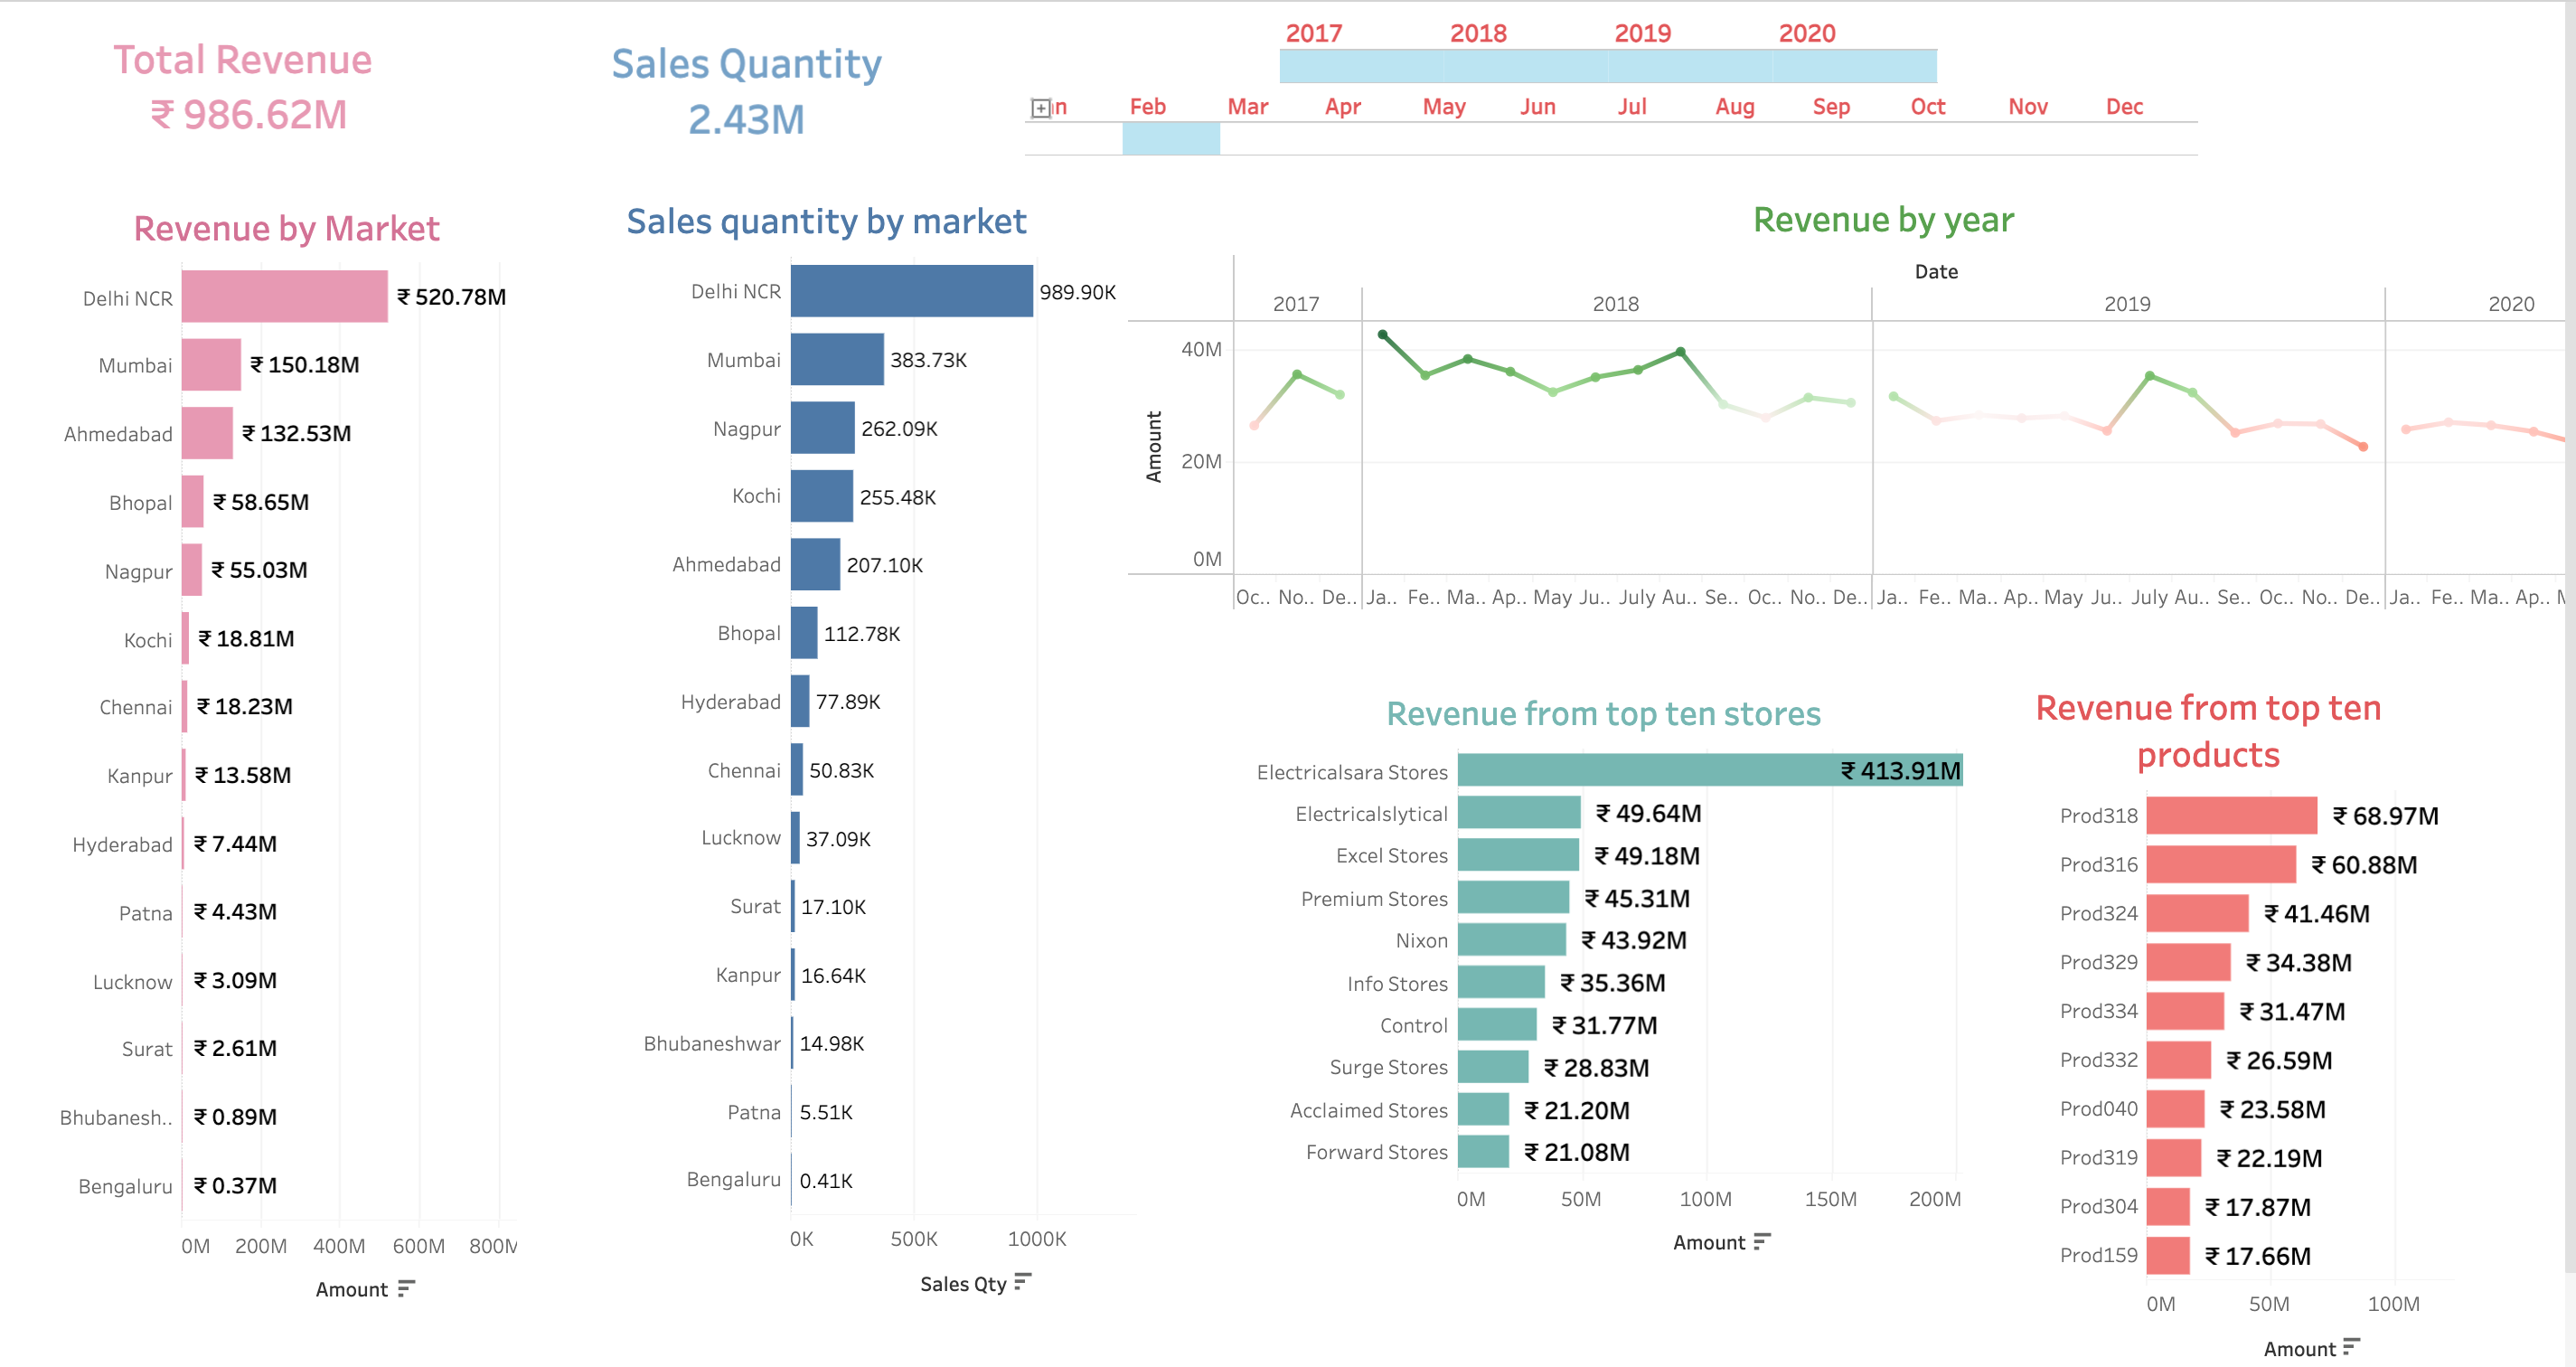 Total Revenue
₹ 986.62M
Sales Quantity
2.43M
2017 2018 2019 2020
n Feb Mar Apr May Jun Jul Aug Sep Oct Nov Dec
Revenue by Market
Delhi NCR ₹ 520.78M
Mumbai ₹ 150.18M
Ahmedabad ₹ 132.53M
Bhopal ₹ 58.65M
Nagpur ₹ 55.03M
Kochi ₹ 18.81M
Chennai ₹ 18.23M
Kanpur ₹ 13.58M
Hyderabad ₹ 7.44M
Patna ₹ 4.43M
Lucknow ₹ 3.09M
Surat ₹ 2.61M
Bhubanesh.. ₹ 0.89M
Bengaluru ₹ 0.37M
0M 200M 400M 600M 800M
Amount
Sales quantity by market
Delhi NCR 989.90K
Mumbai 383.73K
Nagpur 262.09K
Kochi 255.48K
Ahmedabad 207.10K
Bhopal 112.78K
Hyderabad 77.89K
Chennai 50.83K
Lucknow 37.09K
Surat 17.10K
Kanpur 16.64K
Bhubaneshwar 14.98K
Patna 5.51K
Bengaluru 0.41K
0K 500K 1000K
Sales Qty
Revenue by year
Date
2017 2018 2019 2020
40M
20M
0M
Amount
Oc.. No.. De.. Ja.. Fe.. Ma.. Ap.. May Ju.. July Au.. Se.. Oc.. No.. De.. Ja.. Fe.. Ma.. Ap.. May Ju.. July Au.. Se.. Oc.. No.. De.. Ja.. Fe.. Ma.. Ap..
Revenue from top ten stores
Electricalsara Stores ₹ 413.91M
Electricalslytical ₹ 49.64M
Excel Stores ₹ 49.18M
Premium Stores ₹ 45.31M
Nixon ₹ 43.92M
Info Stores ₹ 35.36M
Control ₹ 31.77M
Surge Stores ₹ 28.83M
Acclaimed Stores ₹ 21.20M
Forward Stores ₹ 21.08M
0M 50M 100M 150M 200M
Amount
Revenue from top ten
products
Prod318 ₹ 68.97M
Prod316 ₹ 60.88M
Prod324 ₹ 41.46M
Prod329 ₹ 34.38M
Prod334 ₹ 31.47M
Prod332 ₹ 26.59M
Prod040 ₹ 23.58M
Prod319 ₹ 22.19M
Prod304 ₹ 17.87M
Prod159 ₹ 17.66M
0M 50M 100M
Amount